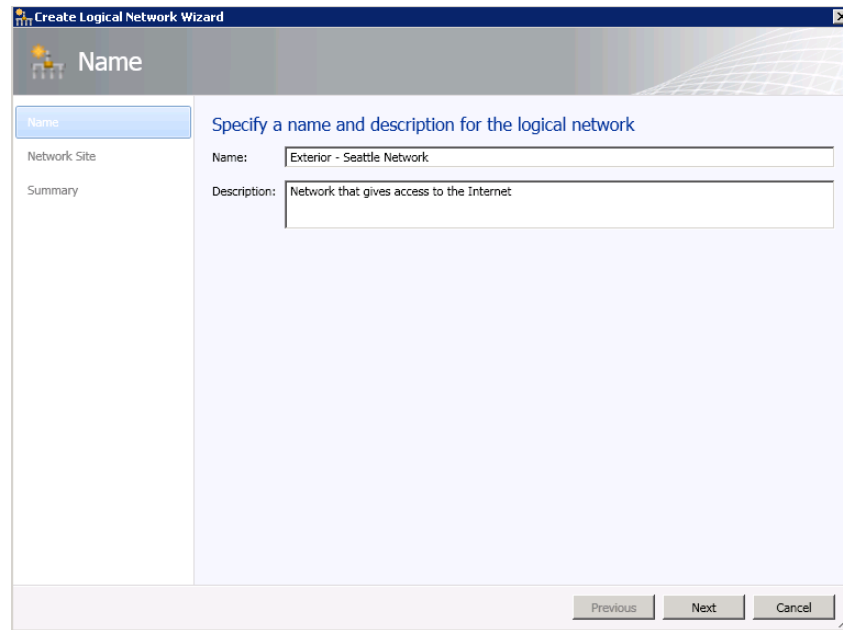 Create Logical Network Wizard
Name
Name
Network Site
Summary
Specify a name and description for the logical network
Name: Exterior - Seattle Network
Description: Network that gives access to the Internet
Previous Next Cancel